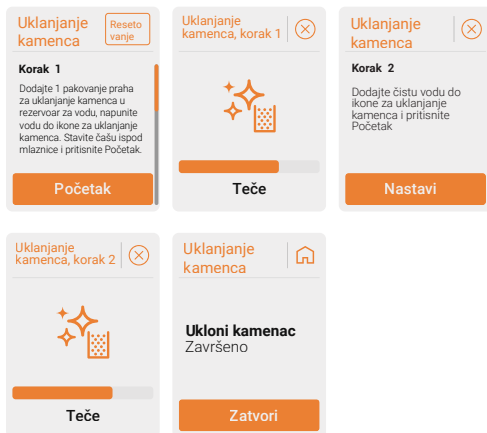 Uklanjanje
kamenca
Reseto
vanje
Korak 1
Dodajte 1 pakovanje praha
za uklanjanje kamenca u
rezervoar za vodu, napunite
vodu do ikone za uklanjanje
kamenca. Stavite čašu ispod
mlaznice i pritisnite Početak.
Početak
Uklanjanje
kamenca, korak 1
Teče
Uklanjanje
kamenca
Korak 2
Dodajte čistu vodu do
ikone za uklanjanje
kamenca i pritisnite
Početak
Nastavi
Uklanjanje
kamenca, korak 2
Teče
Uklanjanje
kamenca
Ukloni kamenac
Završeno
Zatvori